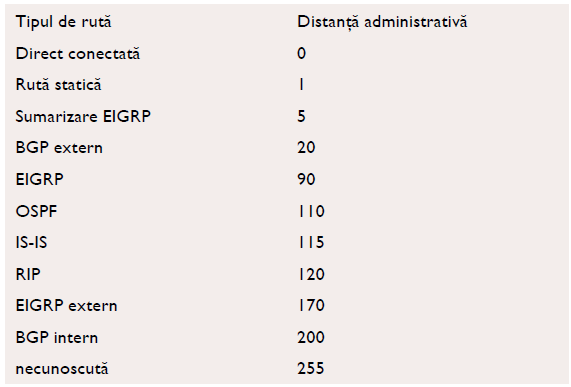 Tipul de rută Distanță administrativă
Direct conectată 0
Rută statică 1
Sumarizare EIGRP 5
BGP extern 20
EIGRP 90
OSPF 110
IS-IS 115
RIP 120
EIGRP extern 170
BGP intern 200
necunoscută 255